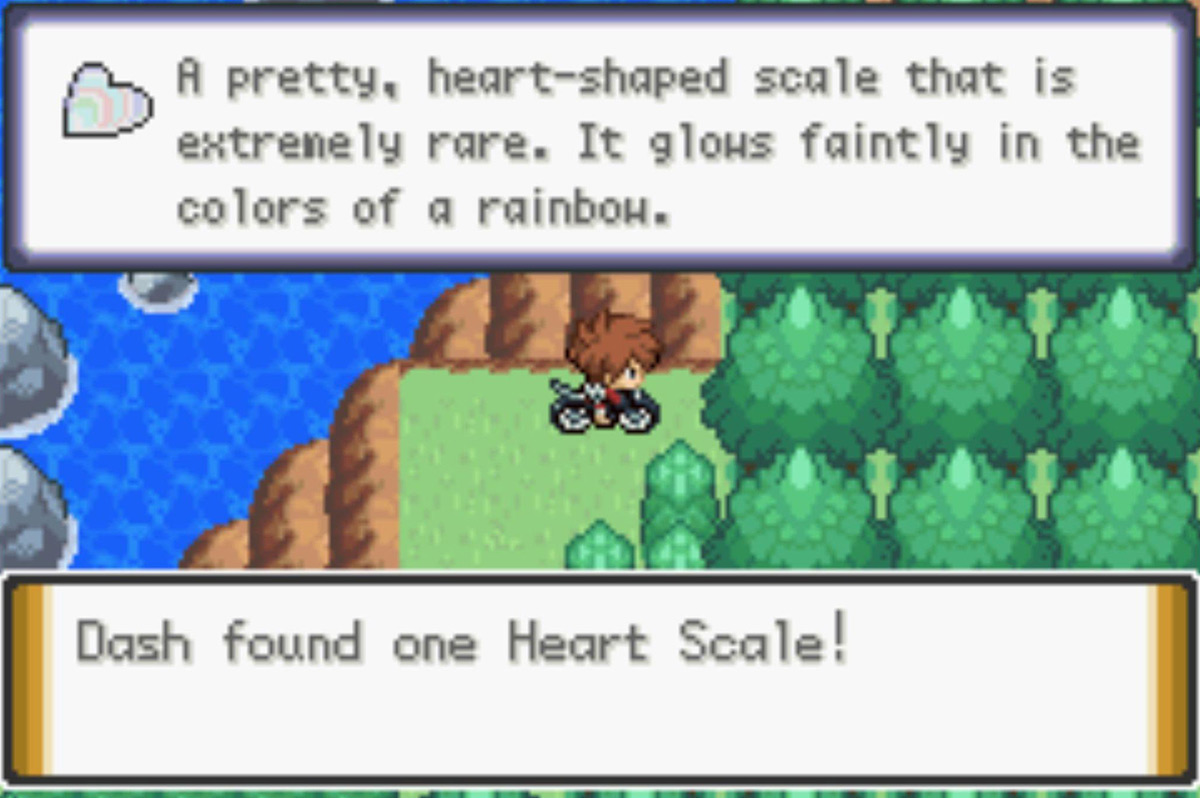 A pretty, heart-shaped scale that is
extremely rare. It glows faintly in the
colors of a rainbow.
Dash found one Heart Scale!